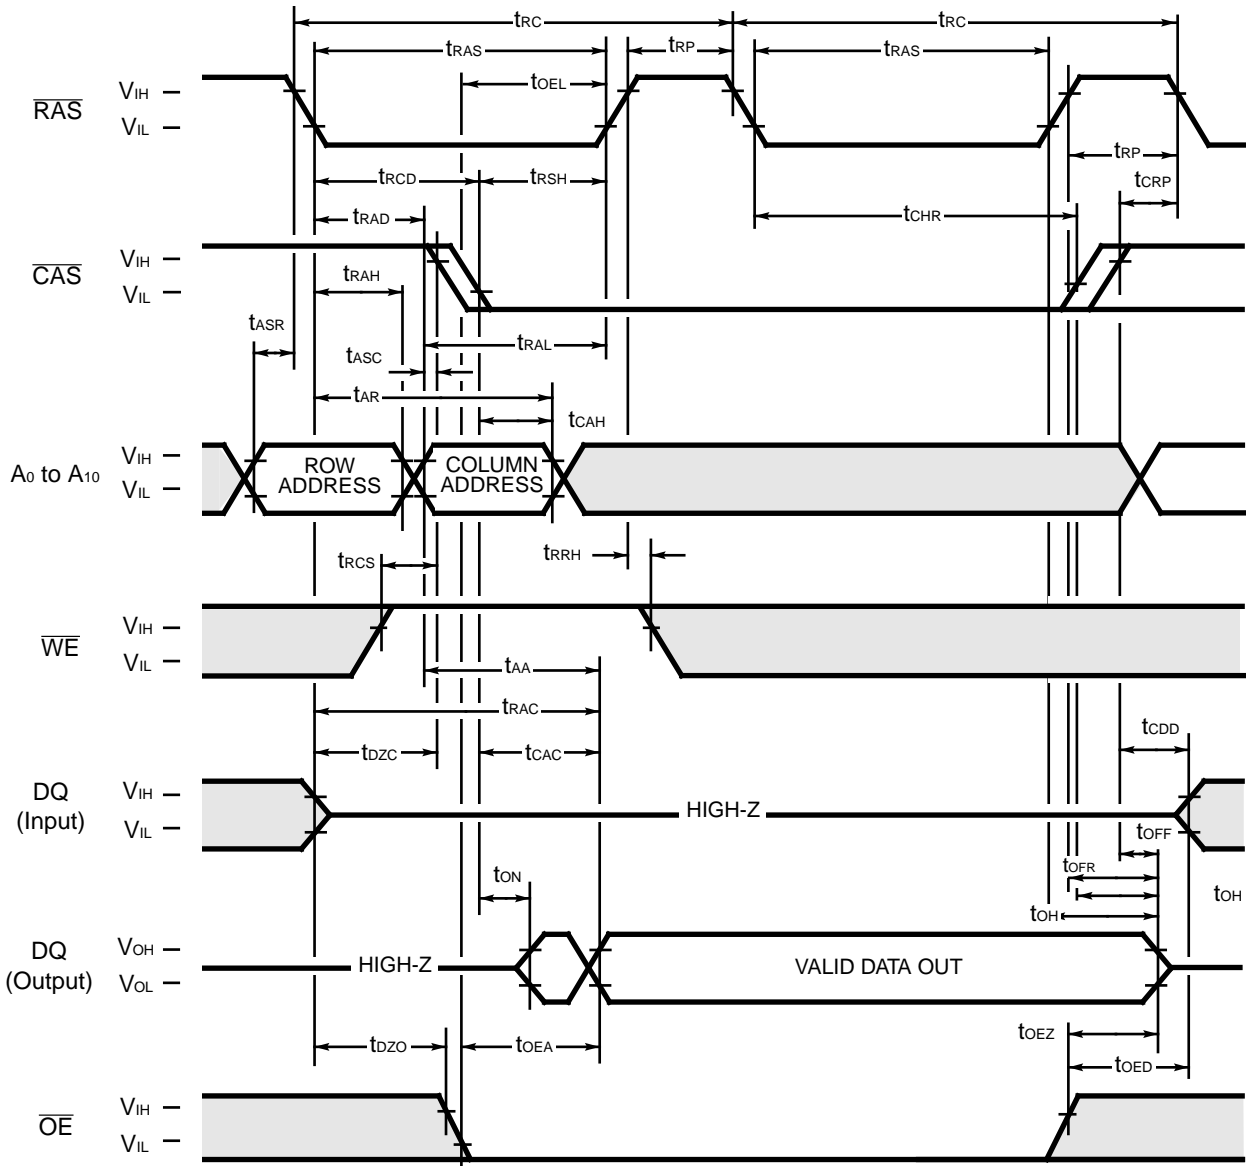 tRC tRC
tRAS tRP tRAS
tOEL
RAS VIH
VIL
tRP
tRCD tRSH
tCRP
tRAD tCHR
CAS VIH
VIL
tRAH
tASR
tASC tRAL
tAR
tCAH
A0 to A10 VIH
VIL
ROW
ADDRESS
COLUMN
ADDRESS
tRRH
tRCS
WE VIH
VIL
tAA
tRAC
tDZC tCAC tCDD
DQ
(Input)
VIH
VIL
HIGH-Z
tOFF
tON tOFR
tOH
tOH
DQ
(Output)
VOH
VOL
HIGH-Z VALID DATA OUT
tOEZ
tDZO tOEA
tOED
OE VIH
VIL